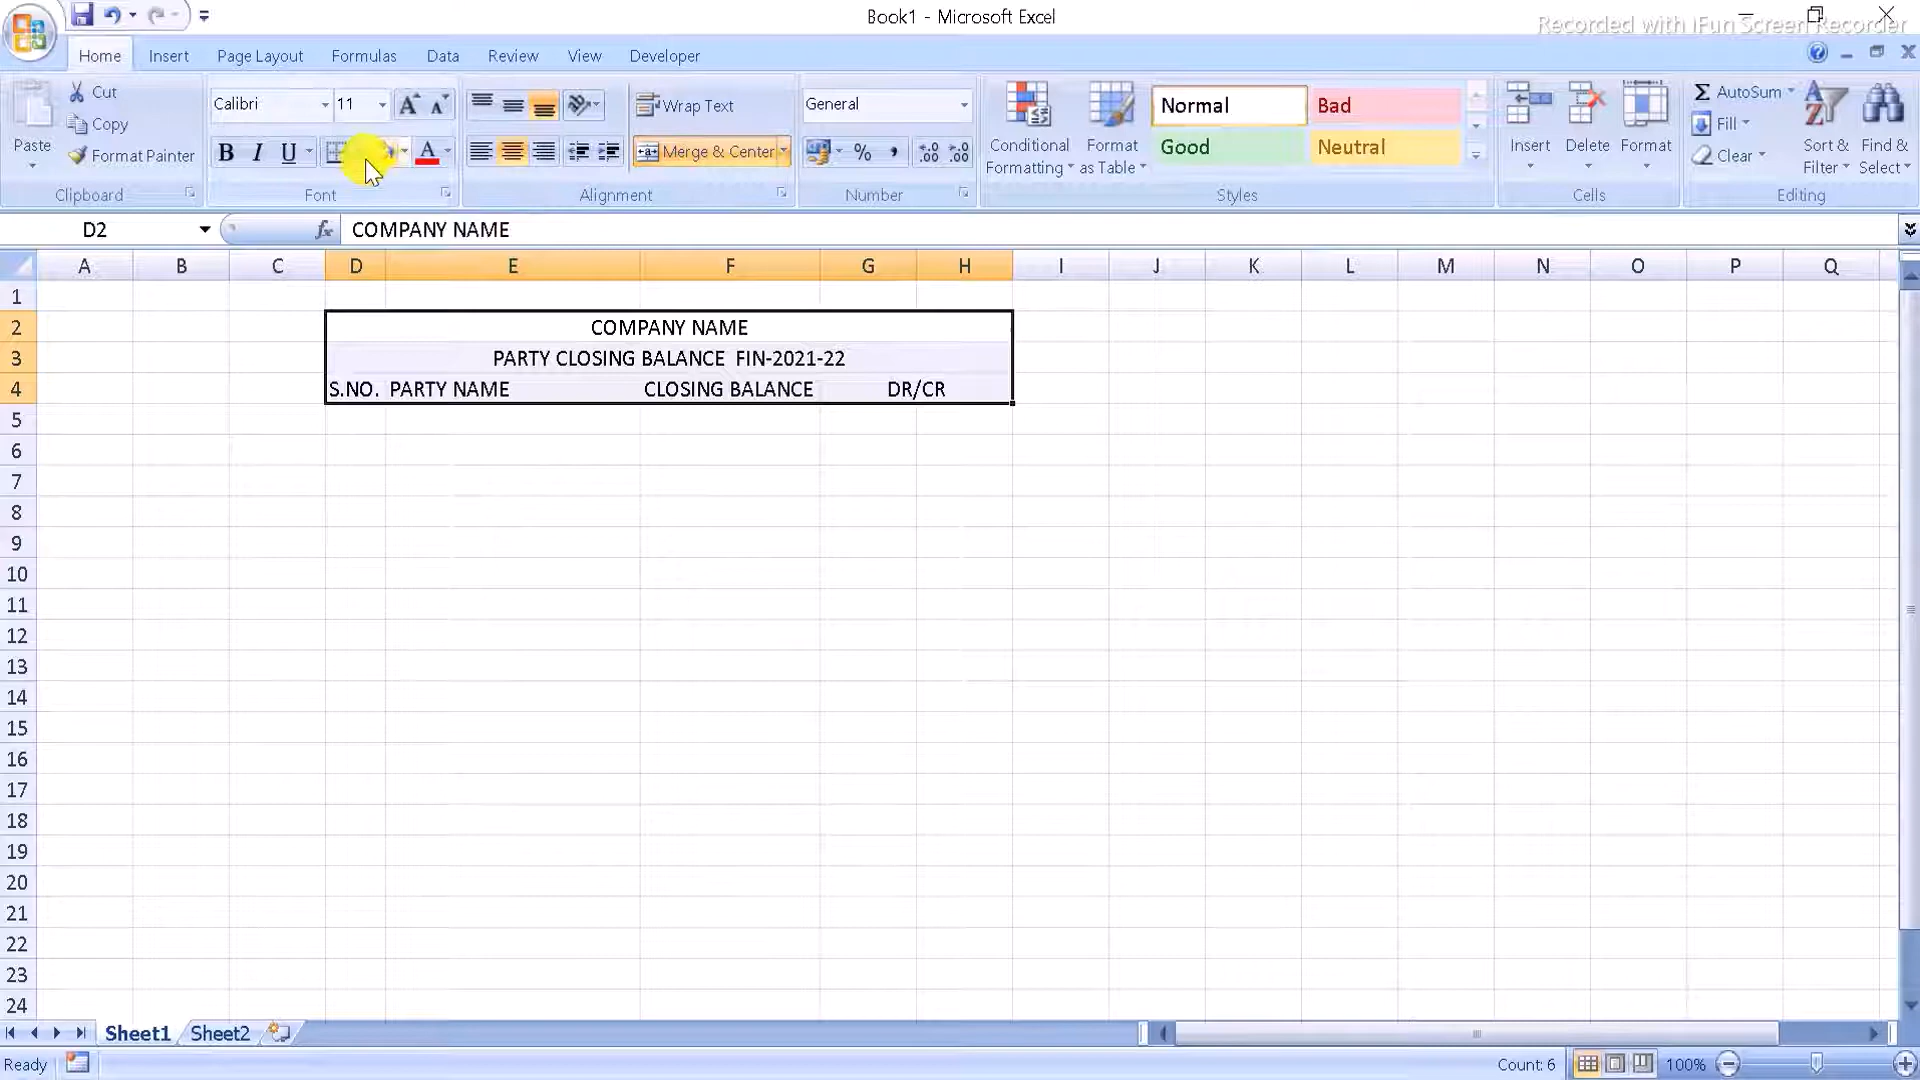 Book1 - Microsoft Excel
Recorded with iFun Screen Recorder
Home Insert Page Layout Formulas Data Review View Developer
Cut
Copy
Format Painter
Paste
Clipboard
Calibri 11
B I U A
Font
Wrap Text
Merge & Center
Alignment
General
%
Number
Conditional Formatting
Format as Table
Normal Bad
Good Neutral
Styles
Insert Delete Format
Cells
Σ AutoSum
Fill
Clear
Sort & Filter
Find & Select
Editing
D2 fx COMPANY NAME
A B C D E F G H I J K L M N O P Q
1
2 COMPANY NAME
3 PARTY CLOSING BALANCE FIN-2021-22
4 S.NO. PARTY NAME CLOSING BALANCE DR/CR
5
6
7
8
9
10
11
12
13
14
15
16
17
18
19
20
21
22
23
24
Sheet1 Sheet2
Ready Count: 6 100%